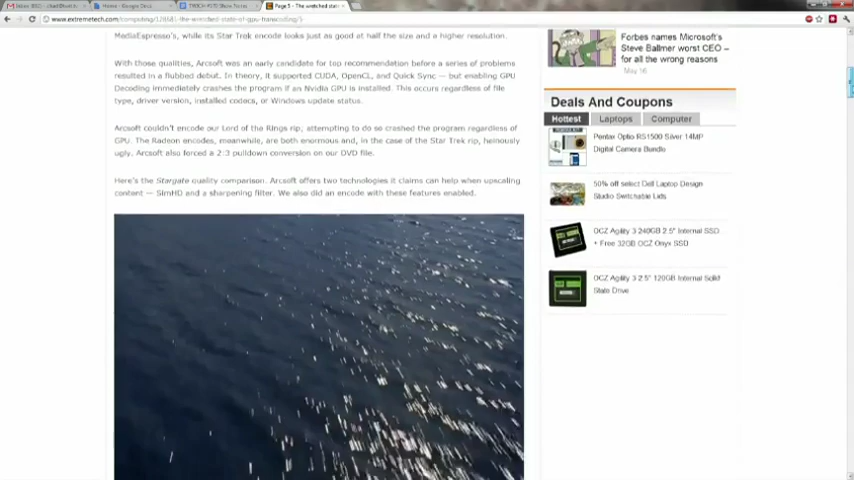 Page 5 - The wretched stat
www.extremetech.com/computing/
MediaEspresso's, while its Star Trek encode looks just as good at half the size and a higher resolution.
With those qualities, Arcsoft was an early candidate for top recommendation before a series of problems
resulted in a flubbed debut. In theory, it supported CUDA, OpenCL, and Quick Sync — but enabling GPU
Decoding immediately crashes the program if an Nvidia GPU is installed. This occurs regardless of file
type, driver version, installed codecs, or Windows update status.
Arcsoft couldn't encode our Lord of the Rings rip, attempting to do so crashed the program regardless of
GPU. The Radeon encodes, meanwhile, are both enormous and, in the case of the Star Trek rip, heinously
ugly. Arcsoft also forced a 2:3 pulldown conversion on our DVD file.
Here's the Stargate quality comparison. Arcsoft offers two technologies it claims can help when upscaling
content — SimHD and a sharpening filter. We also did an encode with these features enabled.
Forbes names Microsoft's
Steve Ballmer worst CEO –
for all the wrong reasons
May 16
Deals And Coupons
Hottest Laptops Computer
Pentax Optio RS1500 Silver 14MP
Digital Camera Bundle
50% off select Dell Laptop Design
Studio Switchable Lids
OCZ Agility 3 240GB 2.5" Internal SSD
+ Free 32GB OCZ Onyx SSD
OCZ Agility 3 2.5" 120GB Internal Solid
State Drive